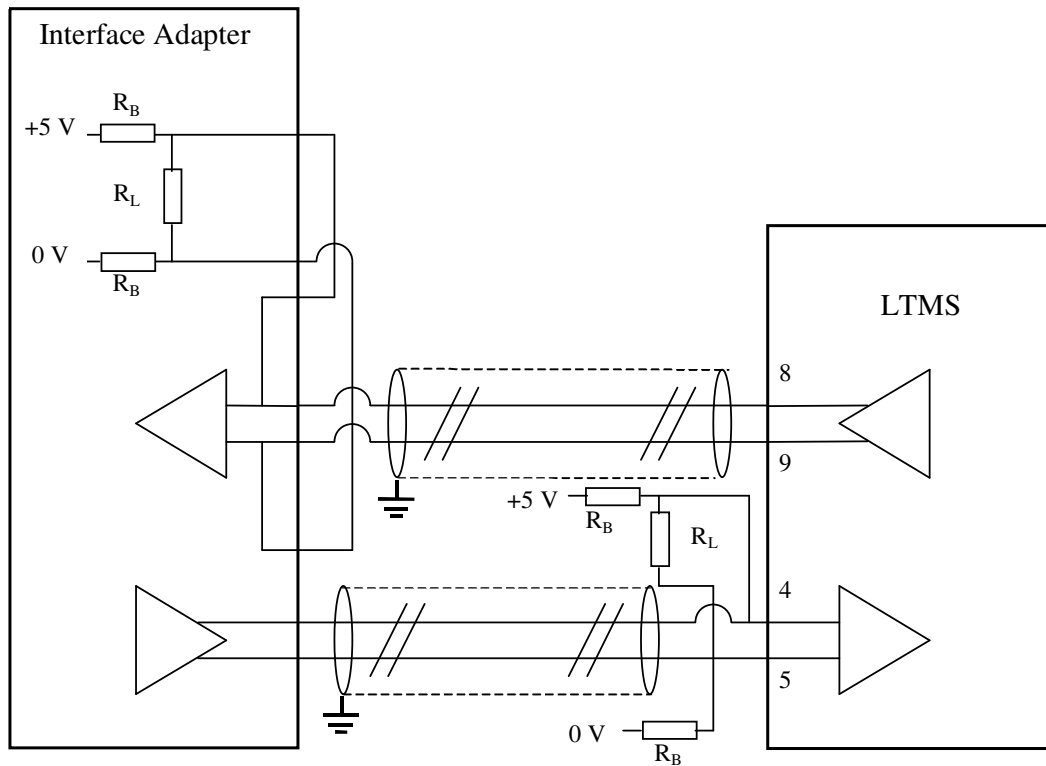 Interface Adapter
R_B
+5 V
R_L
0 V
R_B
LTMS
8
9
+5 V
R_B
R_L
4
5
0 V
R_B